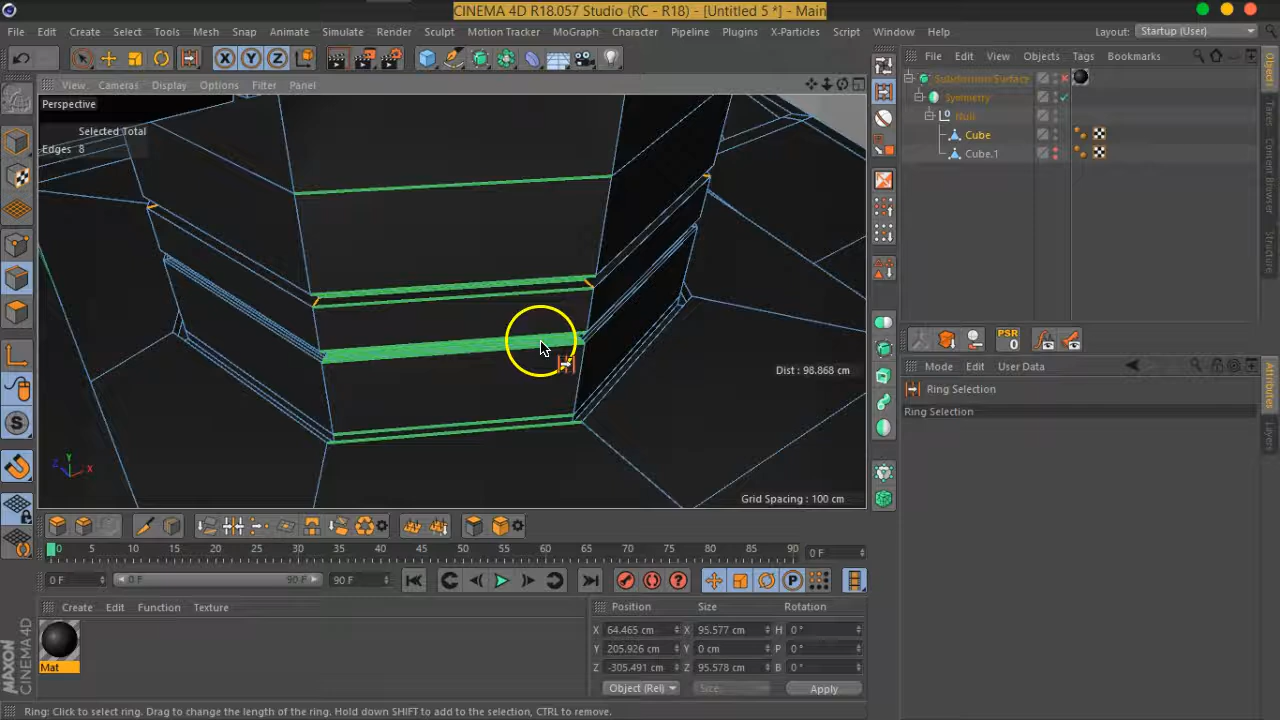 CINEMA 4D R18.057 Studio (RC - R18) - [Untitled 5 *] - Main
File Edit Create Select Tools Mesh Snap Animate Simulate Render Sculpt Motion Tracker MoGraph Character Pipeline Plugins X-Particles Script Window Help Layout: Startup (User)
X Y Z
View Cameras Display Options Filter Panel
File Edit View Objects Tags Bookmarks
Perspective
Selected Total
Edges 8
Subdivision Surface
Symmetry
Null
Cube
Cube.1
Objects
Takes
Content Browser
Structure
PSR
0
Mode Edit User Data
Ring Selection
Ring Selection
Attributes
Layers
Dist : 98.868 cm
Y
Z
X
Grid Spacing : 100 cm
0 5 10 15 20 25 30 35 40 45 50 55 60 65 70 75 80 85 90 0 F
0 F 0 F 90 F 90 F
Create Edit Function Texture
Mat
MAXON
CINEMA 4D
Position Size Rotation
X 64.465 cm X 95.577 cm H 0 °
Y 205.926 cm Y 0 cm P 0 °
Z -305.491 cm Z 95.578 cm B 0 °
Object (Rel) Size Apply
Ring: Click to select ring. Drag to change the length of the ring. Hold down SHIFT to add to the selection, CTRL to remove.